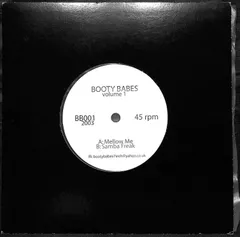 BOOTY BABES
volume 1
BB001
2003
45 rpm
A:Mellow Me
B:Samba Freak